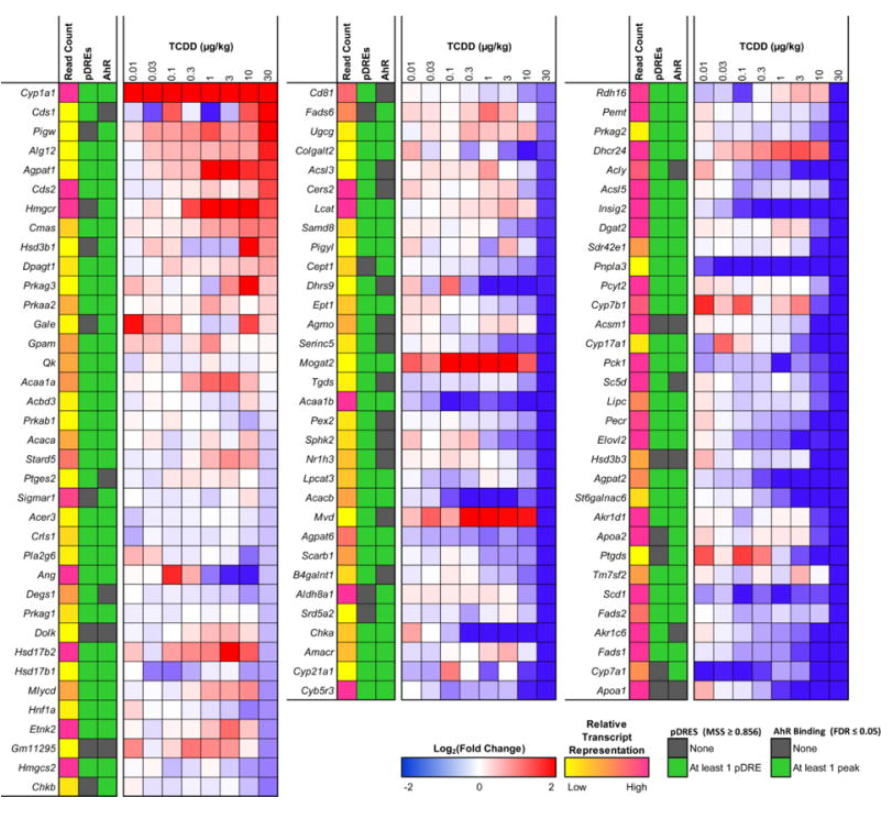 Read Count
pDREs
AhR
TCDD (µg/kg)
0.01
0.03
0.1
0.3
1
3
10
30
Cyp1a1
Cds1
Pigw
Alg12
Agpat1
Cds2
Hmgcr
Cmas
Hsd3b1
Dpagt1
Prkag3
Prkaa2
Gale
Gpam
Qk
Acaa1a
Acbd3
Prkab1
Acaca
Stard5
Ptges2
Sigmar1
Acer3
Crls1
Pla2g6
Ang
Degs1
Prkag1
Dolk
Hsd17b2
Hsd17b1
Mlycd
Hnf1a
Etnk2
Gm11295
Hmgcs2
Chkb
Read Count
pDREs
AhR
TCDD (µg/kg)
0.01
0.03
0.1
0.3
1
3
10
30
Cd81
Fads6
Ugcg
Colgalt2
Acsl3
Cers2
Lcat
Samd8
Pigyl
Cept1
Dhrs9
Ept1
Agmo
Serinc5
Mogat2
Tgds
Acaa1b
Pex2
Sphk2
Nr1h3
Lpcat3
Acacb
Mvd
Agpat6
Scarb1
B4galnt1
Aldh8a1
Srd5a2
Chka
Amacr
Cyp21a1
Cyb5r3
Read Count
pDREs
AhR
TCDD (µg/kg)
0.01
0.03
0.1
0.3
1
3
10
30
Rdh16
Pemt
Prkag2
Dhcr24
Acly
Acsl5
Insig2
Dgat2
Sdr42e1
Pnpla3
Pcyt2
Cyp7b1
Acsm1
Cyp17a1
Pck1
Sc5d
Lipc
Pecr
Elovl2
Hsd3b3
Agpat2
St6galnac6
Akr1d1
Apoa2
Ptgds
Tm7sf2
Scd1
Fads2
Akr1c6
Fads1
Cyp7a1
Apoa1
Log2(Fold Change)
-2
0
2
Relative
Transcript
Representation
Low
High
pDRES (MSS ≥ 0.856)
None
At least 1 pDRE
AhR Binding (FDR ≤ 0.05)
None
At least 1 peak